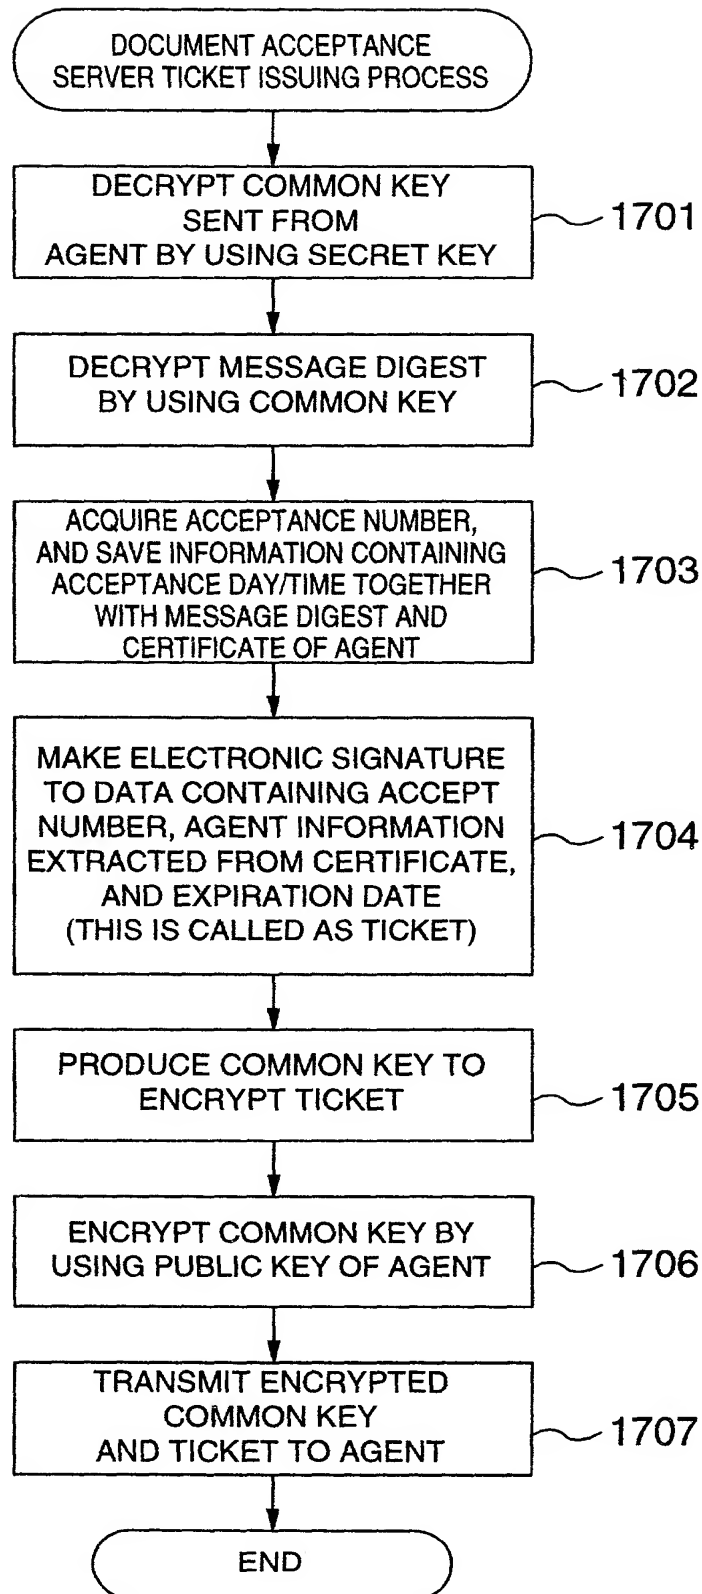 DOCUMENT ACCEPTANCE
SERVER TICKET ISSUING PROCESS
DECRYPT COMMON KEY
SENT FROM
AGENT BY USING SECRET KEY
1701
DECRYPT MESSAGE DIGEST
BY USING COMMON KEY
1702
ACQUIRE ACCEPTANCE NUMBER,
AND SAVE INFORMATION CONTAINING
ACCEPTANCE DAY/TIME TOGETHER
WITH MESSAGE DIGEST AND
CERTIFICATE OF AGENT
1703
MAKE ELECTRONIC SIGNATURE
TO DATA CONTAINING ACCEPT
NUMBER, AGENT INFORMATION
EXTRACTED FROM CERTIFICATE,
AND EXPIRATION DATE
(THIS IS CALLED AS TICKET)
1704
PRODUCE COMMON KEY TO
ENCRYPT TICKET
1705
ENCRYPT COMMON KEY BY
USING PUBLIC KEY OF AGENT
1706
TRANSMIT ENCRYPTED
COMMON KEY
AND TICKET TO AGENT
1707
END